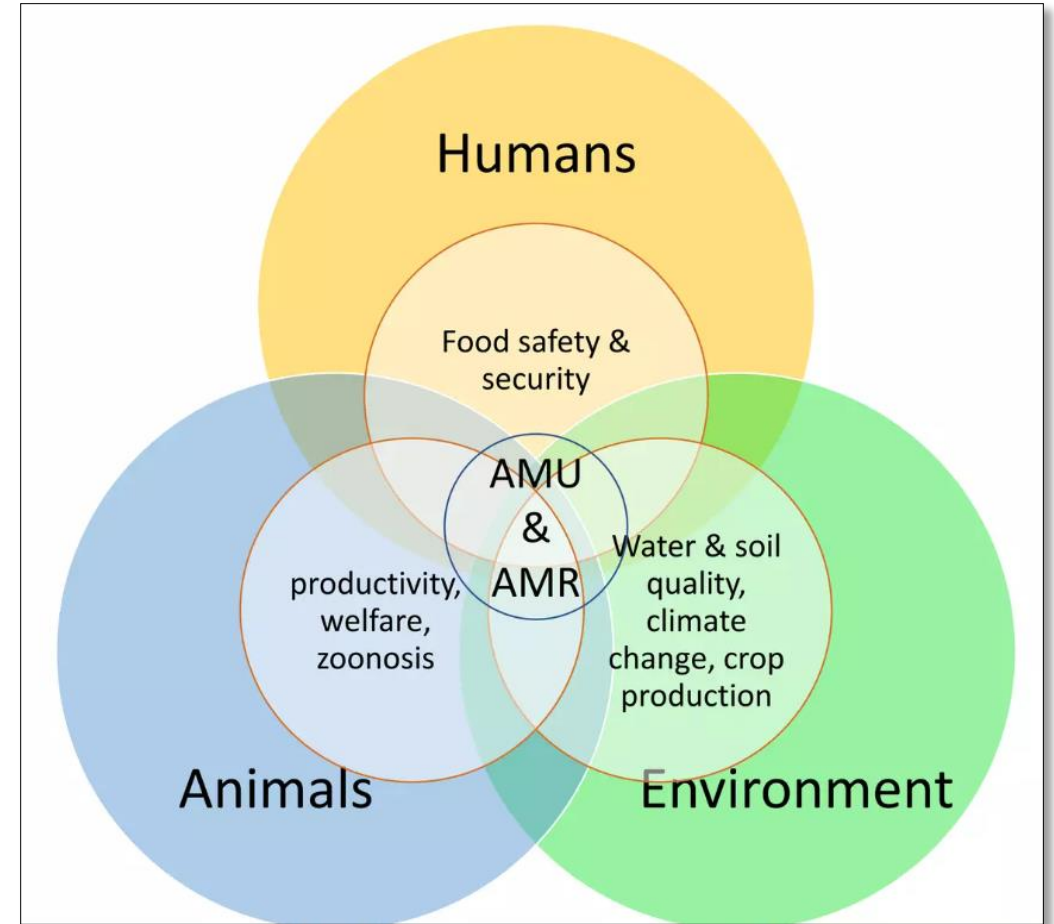 Humans
Food safety &
security
AMU
&
AMR
productivity,
welfare,
zoonosis
Water & soil
quality,
climate
change, crop
production
Animals
Environment